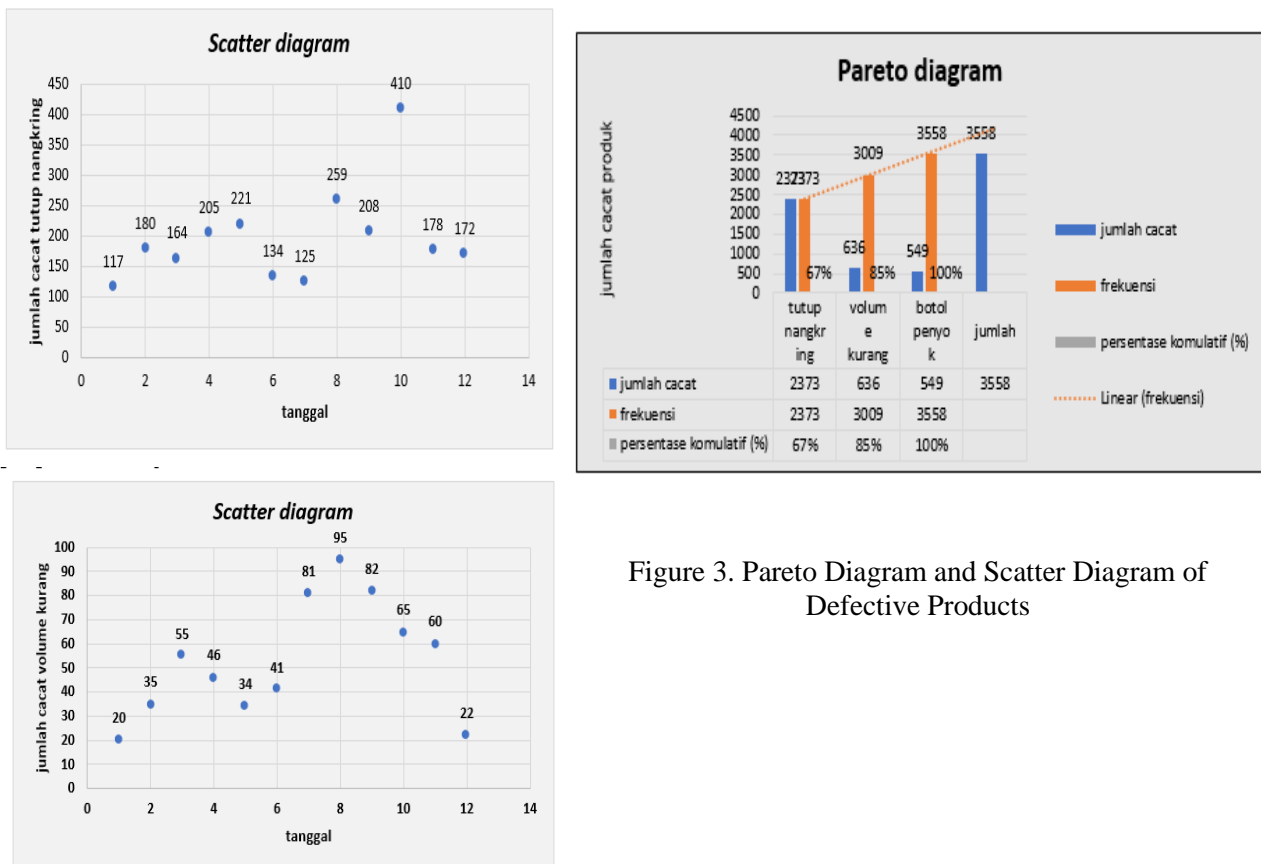 Scatter diagram
jumlah cacat tutup nangkring
450
400
350
300
250
200
150
100
50
0
117
180
164
205
221
134
125
259
208
410
178
172
0 2 4 6 8 10 12 14
tanggal
Pareto diagram
jumlah cacat produk
4500
4000
3500
3000
2500
2000
1500
1000
500
0
2373
2373
67%
636
3009
85%
549
3558
100%
3558
tutup
nangkr
ing
volum
e
kurang
botol
penyo
k
jumlah
jumlah cacat 2373 636 549 3558
frekuensi 2373 3009 3558
persentase komulatif (%) 67% 85% 100%
jumlah cacat
frekuensi
persentase komulatif (%)
Linear (frekuensi)
Scatter diagram
jumlah cacat volume kurang
100
90
80
70
60
50
40
30
20
10
0
20
35
55
46
34
41
81
95
82
65
60
22
0 2 4 6 8 10 12 14
tanggal
Figure 3. Pareto Diagram and Scatter Diagram of
Defective Products